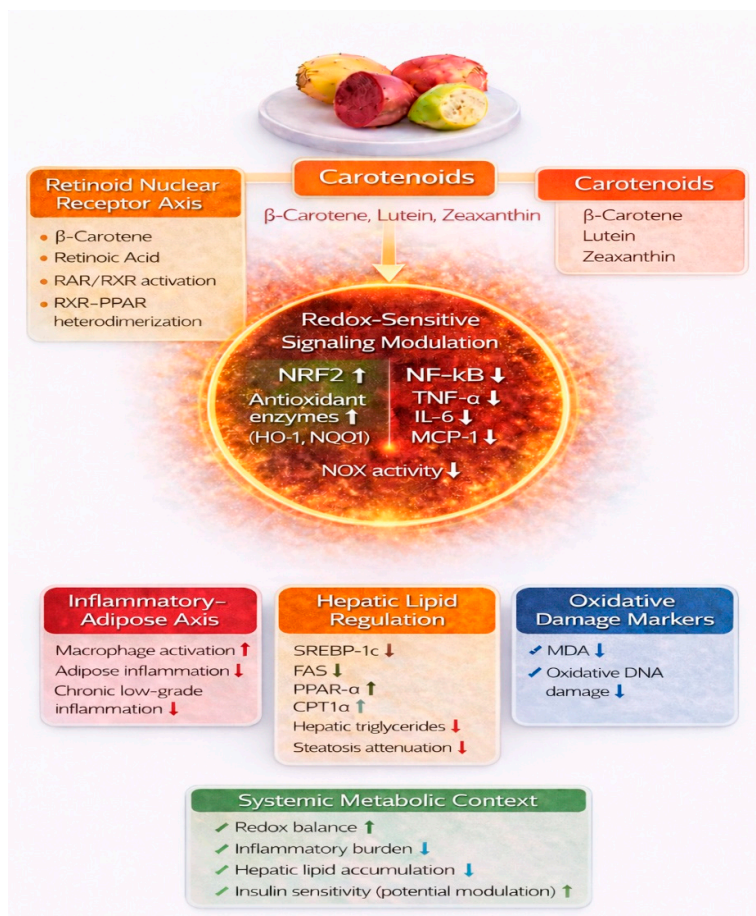 Carotenoids
β-Carotene, Lutein, Zeaxanthin
Retinoid Nuclear
Receptor Axis
• β-Carotene
• Retinoic Acid
• RAR/RXR activation
• RXR–PPAR
heterodimerization
Carotenoids
β-Carotene
Lutein
Zeaxanthin
Redox-Sensitive
Signaling Modulation
NRF2 ⬆
Antioxidant
enzymes ⬆
(HO-1, NQO1)
NF-kB ⬇
TNF-α ⬇
IL-6 ⬇
MCP-1 ⬇
NOX activity ⬇
Inflammatory–
Adipose Axis
Macrophage activation ⬆
Adipose inflammation ⬇
Chronic low-grade
inflammation ⬇
Hepatic Lipid
Regulation
SREBP-1c ⬇
FAS ⬇
PPAR-α ⬆
CPT1α ⬆
Hepatic triglycerides ⬇
Steatosis attenuation ⬇
Oxidative
Damage Markers
✓ MDA ⬇
✓ Oxidative DNA
damage ⬇
Systemic Metabolic Context
✓ Redox balance ⬆
✓ Inflammatory burden ⬇
✓ Hepatic lipid accumulation ⬇
✓ Insulin sensitivity (potential modulation) ⬆